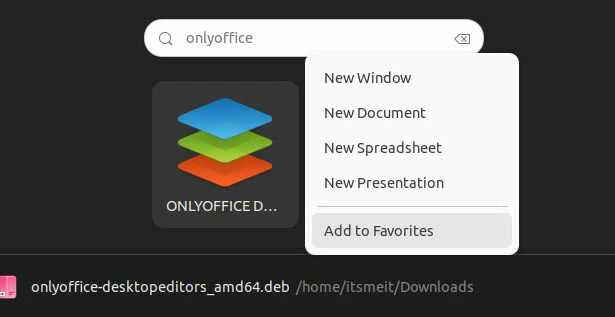 onlyoffice
New Window
New Document
New Spreadsheet
New Presentation
Add to Favorites
ONLYOFFICE D...
onlyoffice-desktopeditors_amd64.deb /home/itsmeit/Downloads